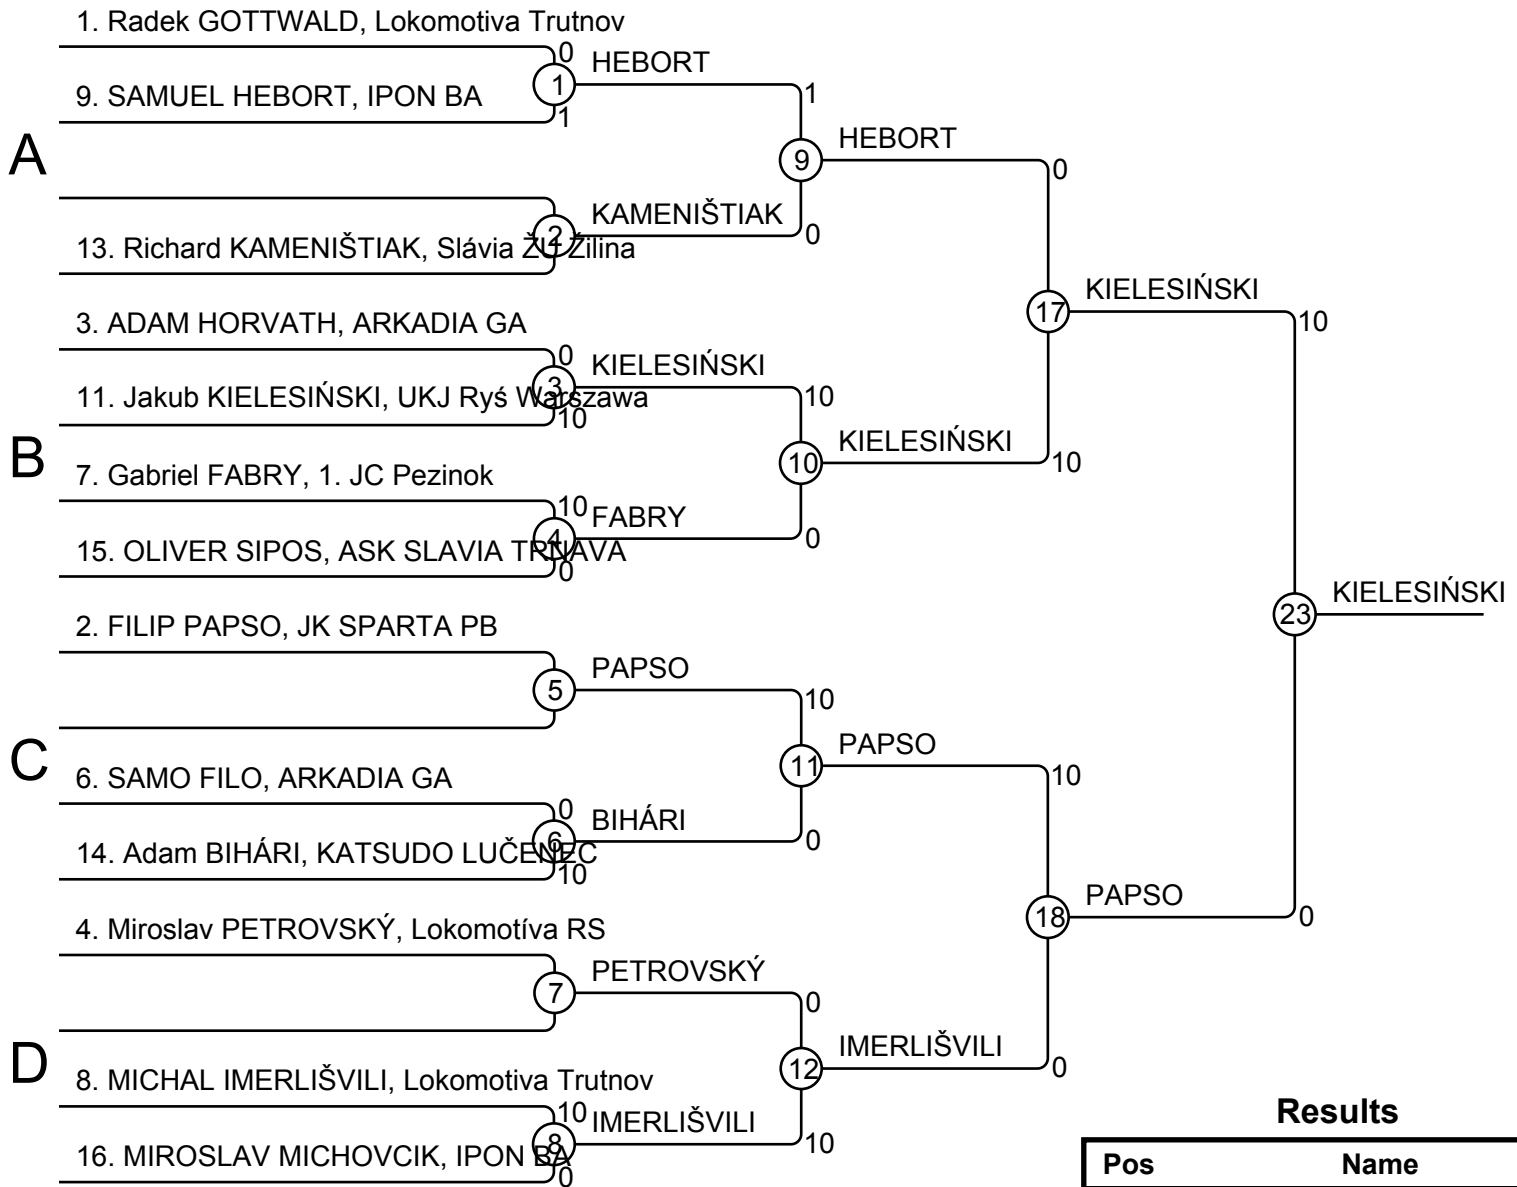 1. Radek GOTTWALD, Lokomotiva Trutnov
0
HEBORT
1
9. SAMUEL HEBORT, IPON BA
1
1
A
HEBORT
9
0
KAMENIŠTIAK
2
0
13. Richard KAMENIŠTIAK, Slávia ŽU Žilina
3. ADAM HORVATH, ARKADIA GA
KIELESIŃSKI
17
10
0
KIELESIŃSKI
3
10
11. Jakub KIELESIŃSKI, UKJ Ryś Warszawa
10
B
KIELESIŃSKI
10
10
7. Gabriel FABRY, 1. JC Pezinok
10
FABRY
4
0
15. OLIVER SIPOS, ASK SLAVIA TRNAVA
0
KIELESIŃSKI
23
2. FILIP PAPSO, JK SPARTA PB
PAPSO
5
10
C
PAPSO
11
10
6. SAMO FILO, ARKADIA GA
0
BIHÁRI
6
0
14. Adam BIHÁRI, KATSUDO LUČENEC
10
PAPSO
18
0
4. Miroslav PETROVSKÝ, Lokomotíva RS
PETROVSKÝ
7
0
D
IMERLIŠVILI
12
0
8. MICHAL IMERLIŠVILI, Lokomotiva Trutnov
10
IMERLIŠVILI
8
10
16. MIROSLAV MICHOVCIK, IPON BA
0
Results
Pos Name